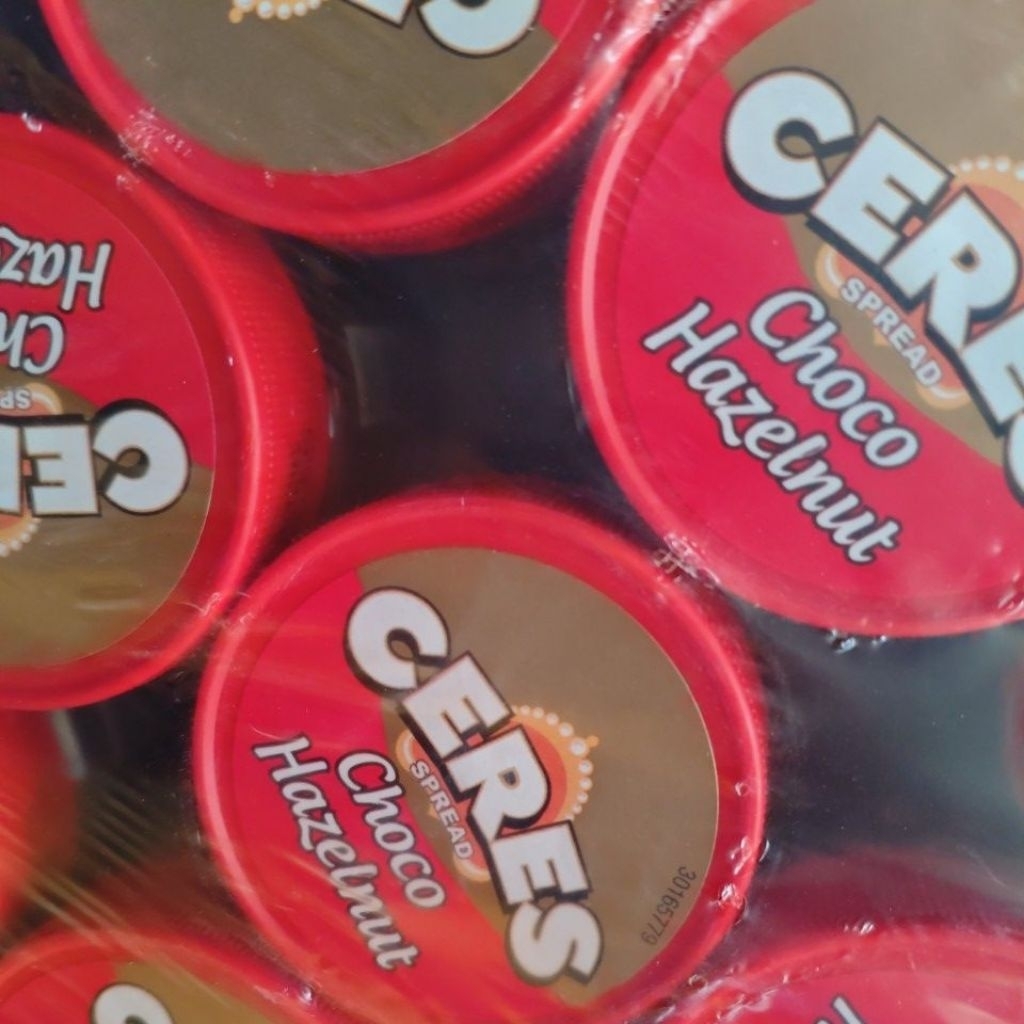 CERES
SPREAD
Choco
Hazelnut
CERES
SPREAD
Choco
Hazelnut
30165779